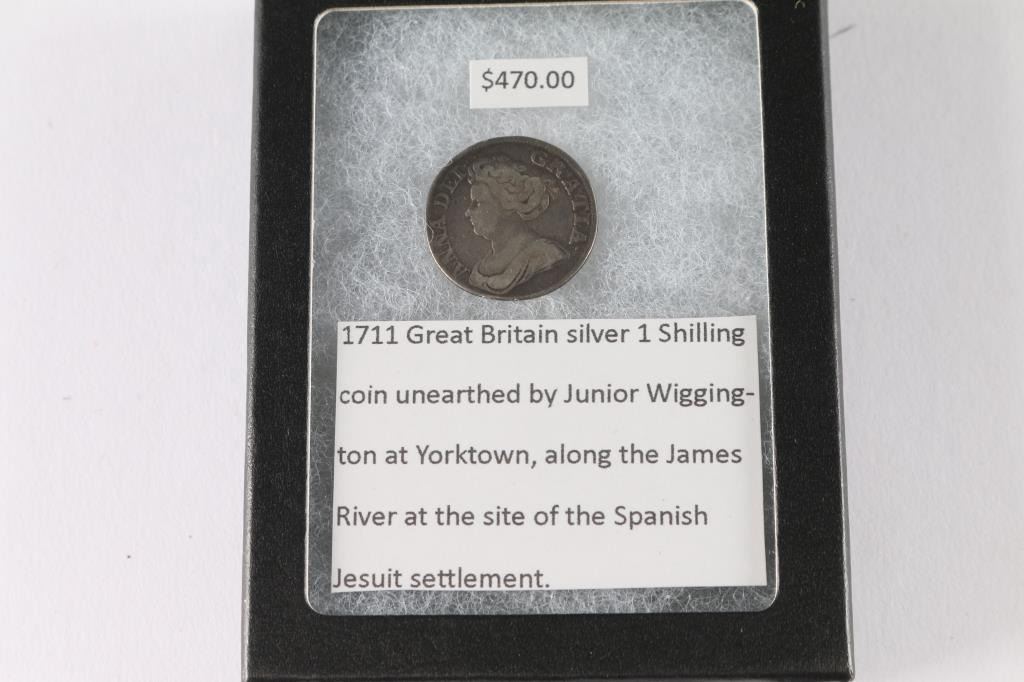 $470.00
ANNA DEI GRATIA
1711 Great Britain silver 1 Shilling
coin unearthed by Junior Wigging-
ton at Yorktown, along the James
River at the site of the Spanish
Jesuit settlement.